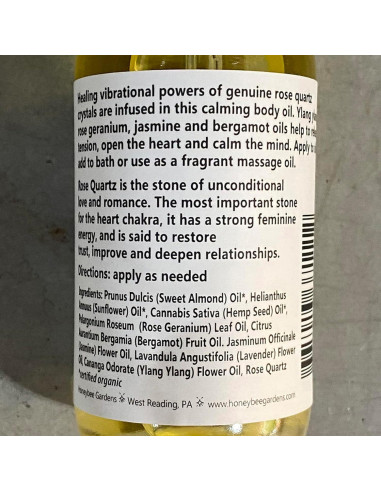 Healing vibrational powers of genuine rose quartz
crystals are infused in this calming body oil. Ylang
rose geranium, jasmine and bergamot oils help to
tension, open the heart and calm the mind. Apply to
add to bath or use as a fragrant massage oil.
Rose Quartz is the stone of unconditional
love and romance. The most important stone
for the heart chakra, it has a strong feminine
energy, and is said to restore
trust, improve and deepen relationships.
Directions: apply as needed
Ingredients: Prunus Dulcis (Sweet Almond) Oil*, Helianthus
Annuus (Sunflower) Oil*, Cannabis Sativa (Hemp Seed) Oil*,
Pelargonium Roseum (Rose Geranium) Leaf Oil, Citrus
Aurantium Bergamia (Bergamot) Fruit Oil. Jasminum Officinale
(Jasmine) Flower Oil, Lavandula Angustifolia (Lavender) Flower
Oil, Cananga Odorate (Ylang Ylang) Flower Oil, Rose Quartz
*certified organic
Honeybee Gardens West Reading, PA www.honeybeegardens.com